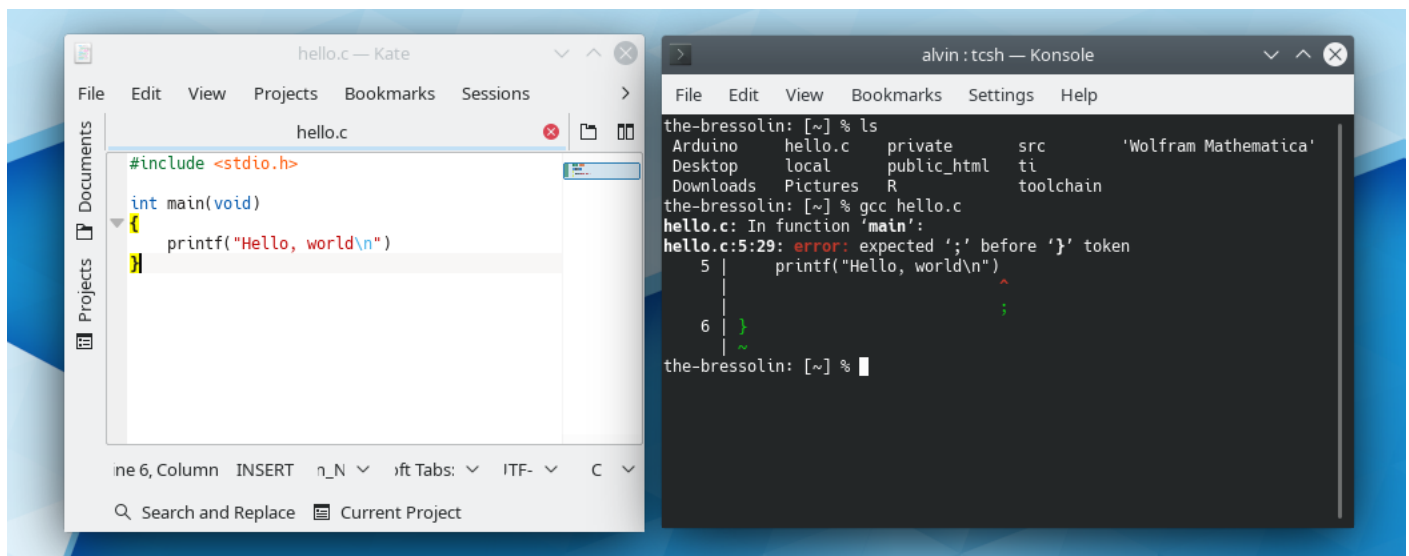 hello.c — Kate
File Edit View Projects Bookmarks Sessions
Documents
Projects
hello.c
#include <stdio.h>
int main(void)
{
    printf("Hello, world\n")
}
ine 6, Column INSERT n_N oft Tabs: ITF- C
Search and Replace Current Project
alvin : tcsh — Konsole
File Edit View Bookmarks Settings Help
the-bressolin: [~] % ls
Arduino hello.c private src 'Wolfram Mathematica'
Desktop local public_html ti
Downloads Pictures R toolchain
the-bressolin: [~] % gcc hello.c
hello.c: In function ‘main’:
hello.c:5:29: error: expected ‘;’ before ‘}’ token
    5 |     printf("Hello, world\n")
      |                             ^
      |                             ;
    6 | }
      | ~
the-bressolin: [~] %